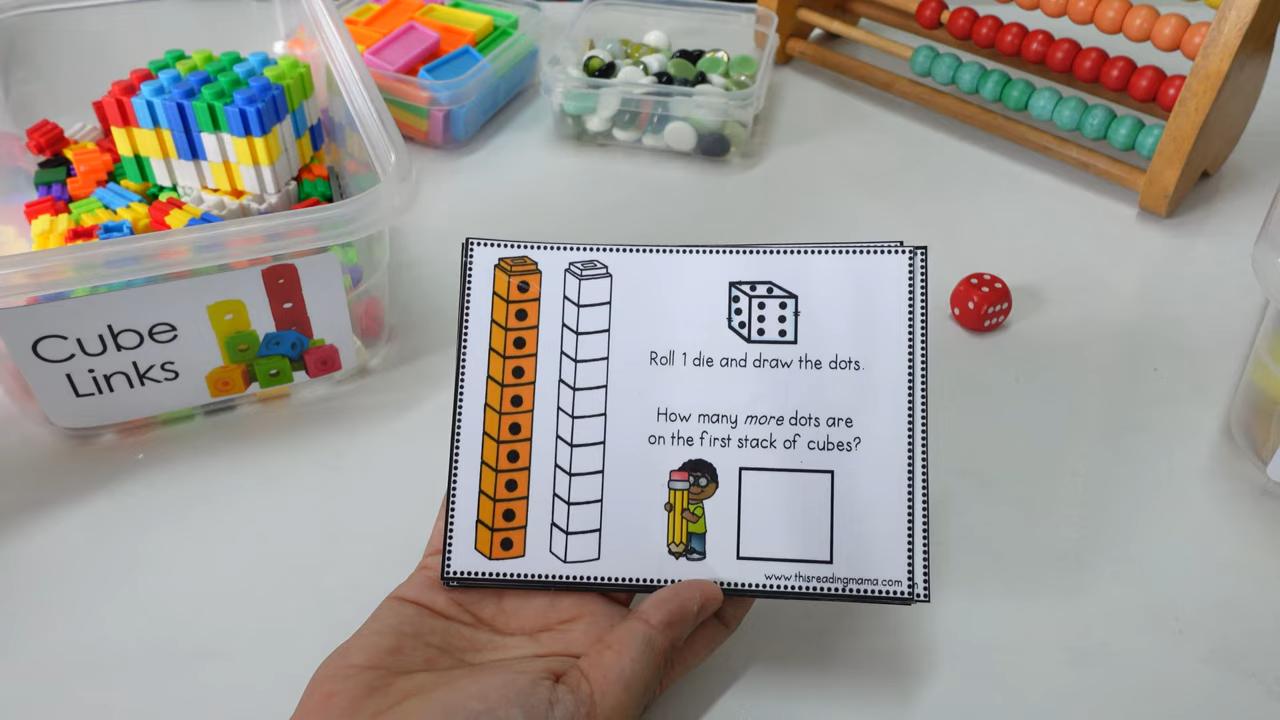 Cube
Links
Roll 1 die and draw the dots.
How many more dots are
on the first stack of cubes?
www.thisreadingmama.com